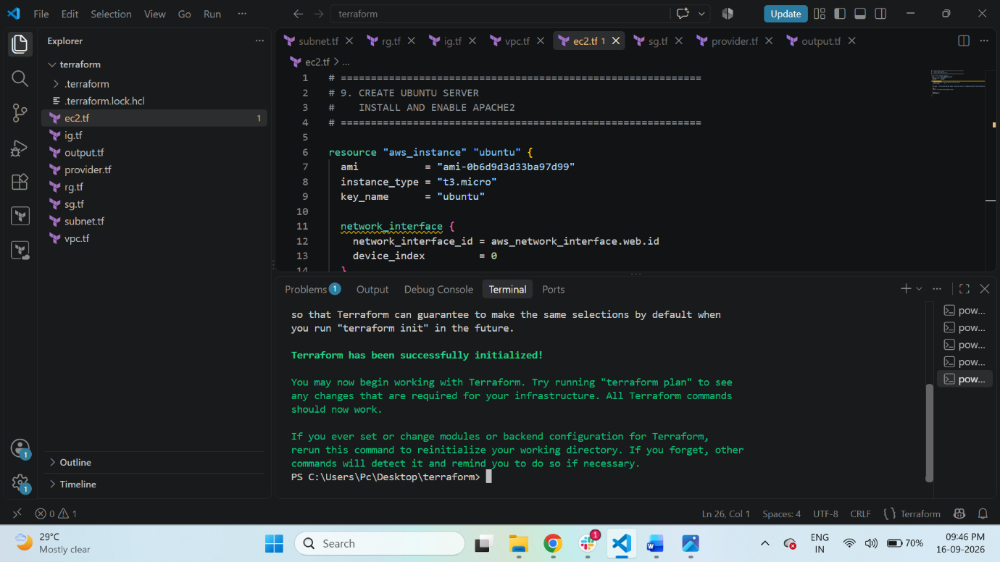 File Edit Selection View Go Run ···
terraform
Update
Explorer
terraform
.terraform
.terraform.lock.hcl
ec2.tf 1
ig.tf
output.tf
provider.tf
rg.tf
sg.tf
subnet.tf
vpc.tf
Outline
Timeline
1
1
subnet.tf rg.tf ig.tf vpc.tf ec2.tf 1 sg.tf provider.tf output.tf
ec2.tf > ...
1 # ============================================================
2 # 9. CREATE UBUNTU SERVER
3 #    INSTALL AND ENABLE APACHE2
4 # ============================================================
5
6 resource "aws_instance" "ubuntu" {
7   ami           = "ami-0b6d9d3d33ba97d99"
8   instance_type = "t3.micro"
9   key_name      = "ubuntu"
10
11   network_interface {
12     network_interface_id = aws_network_interface.web.id
13     device_index         = 0
14   }
Problems 1 Output Debug Console Terminal Ports
so that Terraform can guarantee to make the same selections by default when
you run "terraform init" in the future.
Terraform has been successfully initialized!
You may now begin working with Terraform. Try running "terraform plan" to see
any changes that are required for your infrastructure. All Terraform commands
should now work.
If you ever set or change modules or backend configuration for Terraform,
rerun this command to reinitialize your working directory. If you forget, other
commands will detect it and remind you to do so if necessary.
PS C:\Users\Pc\Desktop\terraform>
pow...
pow...
pow...
pow...
pow...
0 1
Ln 26, Col 1 Spaces: 4 UTF-8 CRLF {} Terraform
29°C
Mostly clear
Search
1
ENG
IN
70%
09:46 PM
16-09-2026